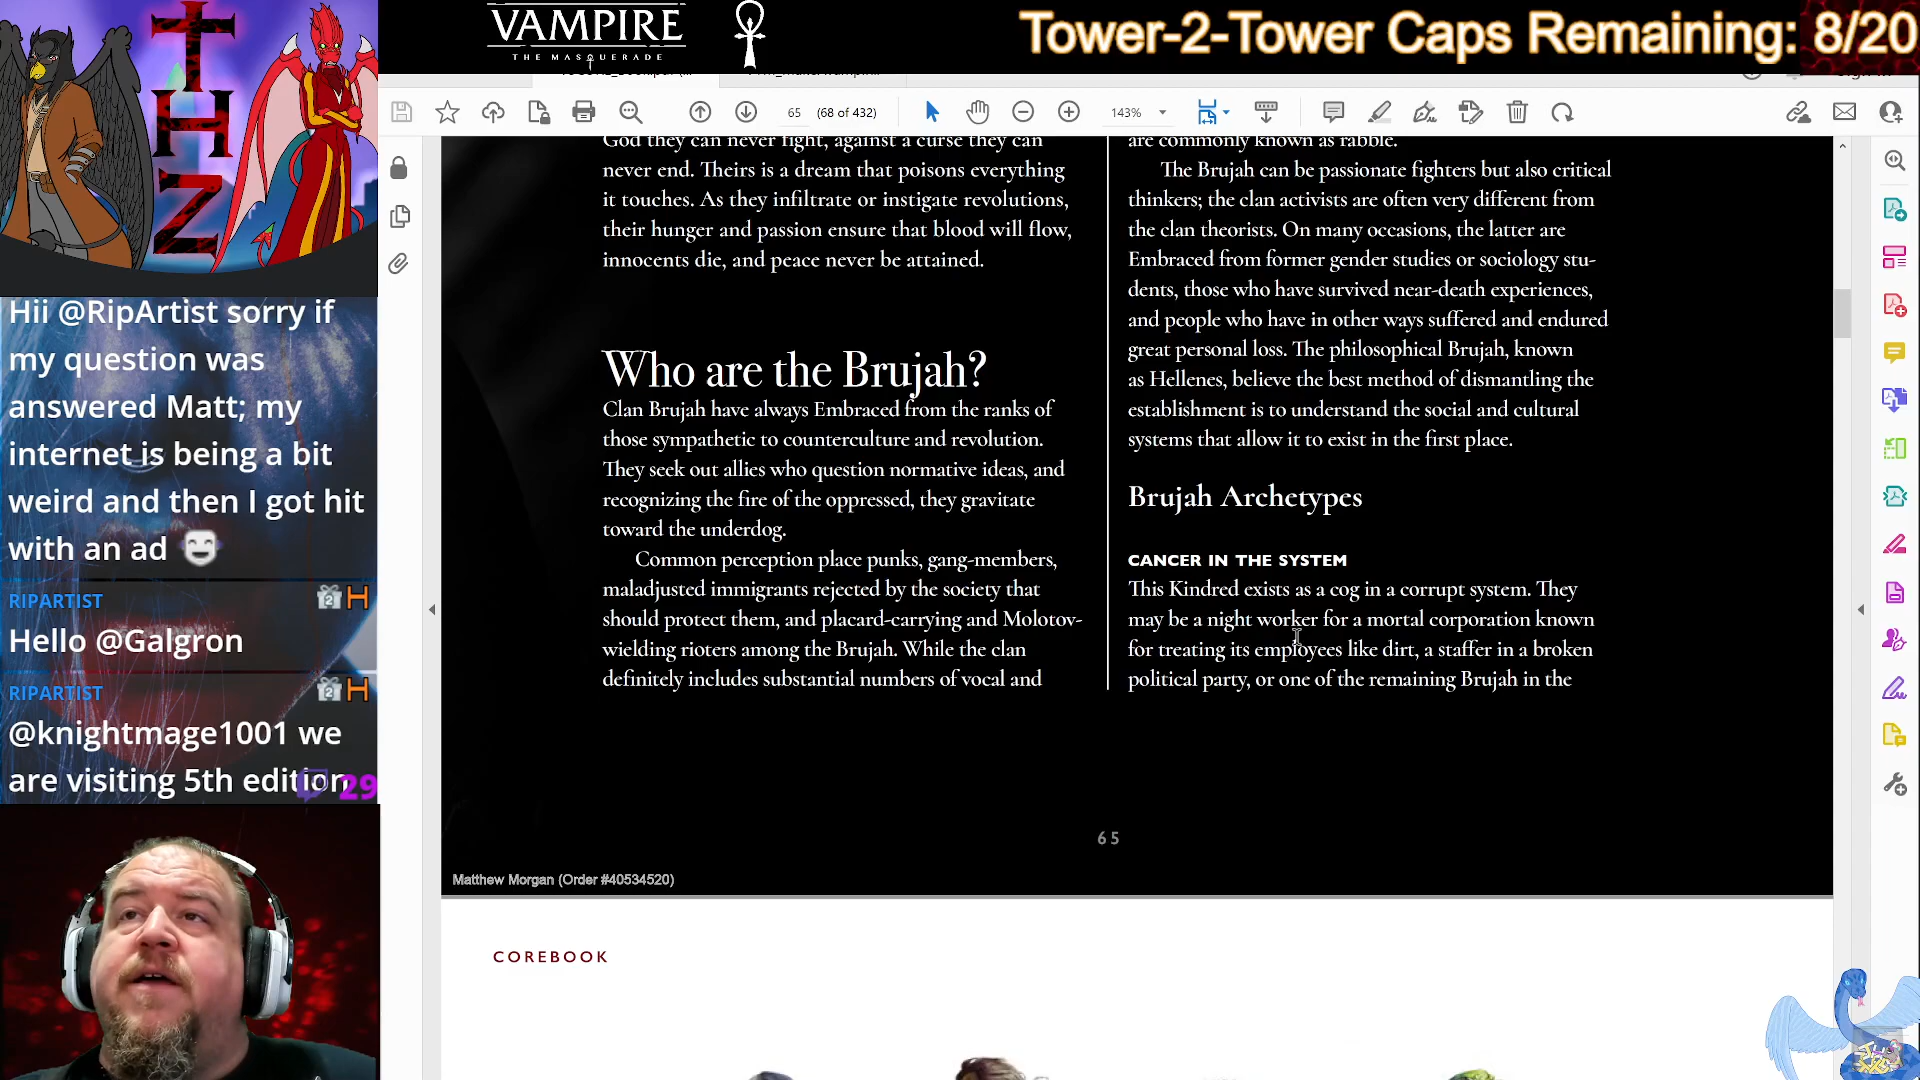 THZ
VAMPIRE
THE MASQUERADE
Tower-2-Tower Caps Remaining: 8/20
65
(68 of 432)
143%
Hii @RipArtist sorry if
my question was
answered Matt; my
internet is being a bit
weird and then I got hit
with an ad
RIPARTIST
2 H
Hello @Galgron
RIPARTIST
2 H
@knightmage1001 we
are visiting 5th edition
29
God they can never fight, against a curse they can
never end. Theirs is a dream that poisons everything
it touches. As they infiltrate or instigate revolutions,
their hunger and passion ensure that blood will flow,
innocents die, and peace never be attained.
Who are the Brujah?
Clan Brujah have always Embraced from the ranks of
those sympathetic to counterculture and revolution.
They seek out allies who question normative ideas, and
recognizing the fire of the oppressed, they gravitate
toward the underdog.
Common perception place punks, gang-members,
maladjusted immigrants rejected by the society that
should protect them, and placard-carrying and Molotov-
wielding rioters among the Brujah. While the clan
definitely includes substantial numbers of vocal and
are commonly known as rabble.
The Brujah can be passionate fighters but also critical
thinkers; the clan activists are often very different from
the clan theorists. On many occasions, the latter are
Embraced from former gender studies or sociology stu-
dents, those who have survived near-death experiences,
and people who have in other ways suffered and endured
great personal loss. The philosophical Brujah, known
as Hellenes, believe the best method of dismantling the
establishment is to understand the social and cultural
systems that allow it to exist in the first place.
Brujah Archetypes
CANCER IN THE SYSTEM
This Kindred exists as a cog in a corrupt system. They
may be a night worker for a mortal corporation known
for treating its employees like dirt, a staffer in a broken
political party, or one of the remaining Brujah in the
65
Matthew Morgan (Order #40534520)
COREBOOK